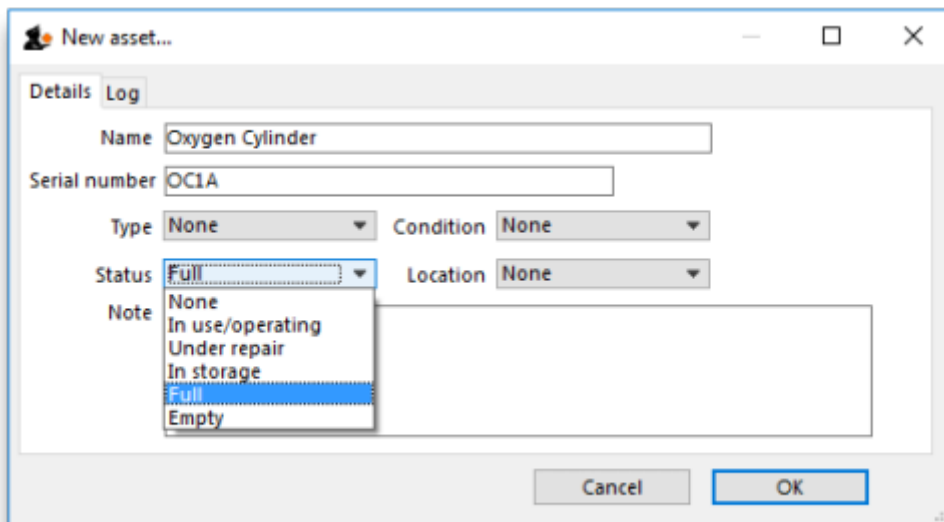 New asset...
Details Log
Name Oxygen Cylinder
Serial number OC1A
Type None Condition None
Status Full Location None
Note
None
In use/operating
Under repair
In storage
Full
Empty
Cancel OK